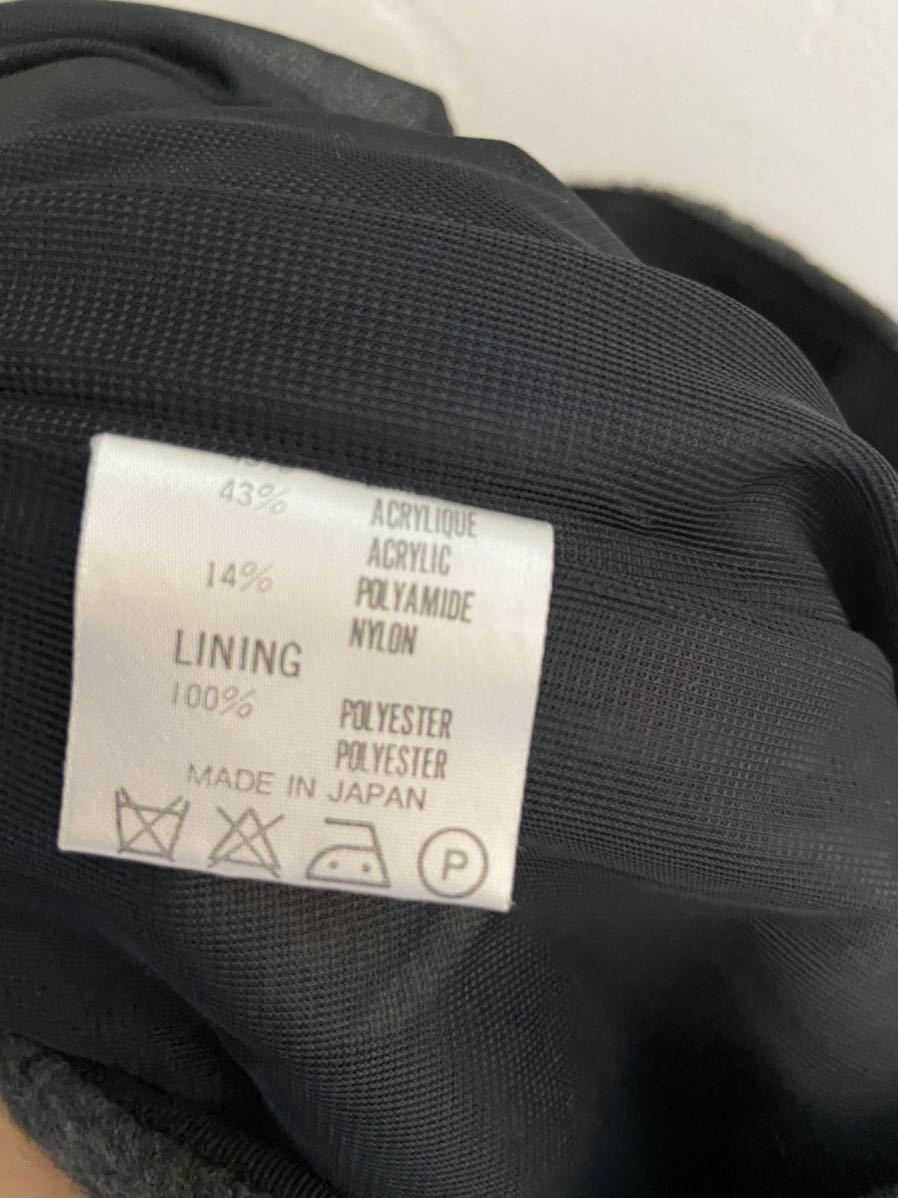 43% ACRYLIQUE
ACRYLIC
14% POLYAMIDE
NYLON
LINING
100% POLYESTER
POLYESTER
MADE IN JAPAN
P